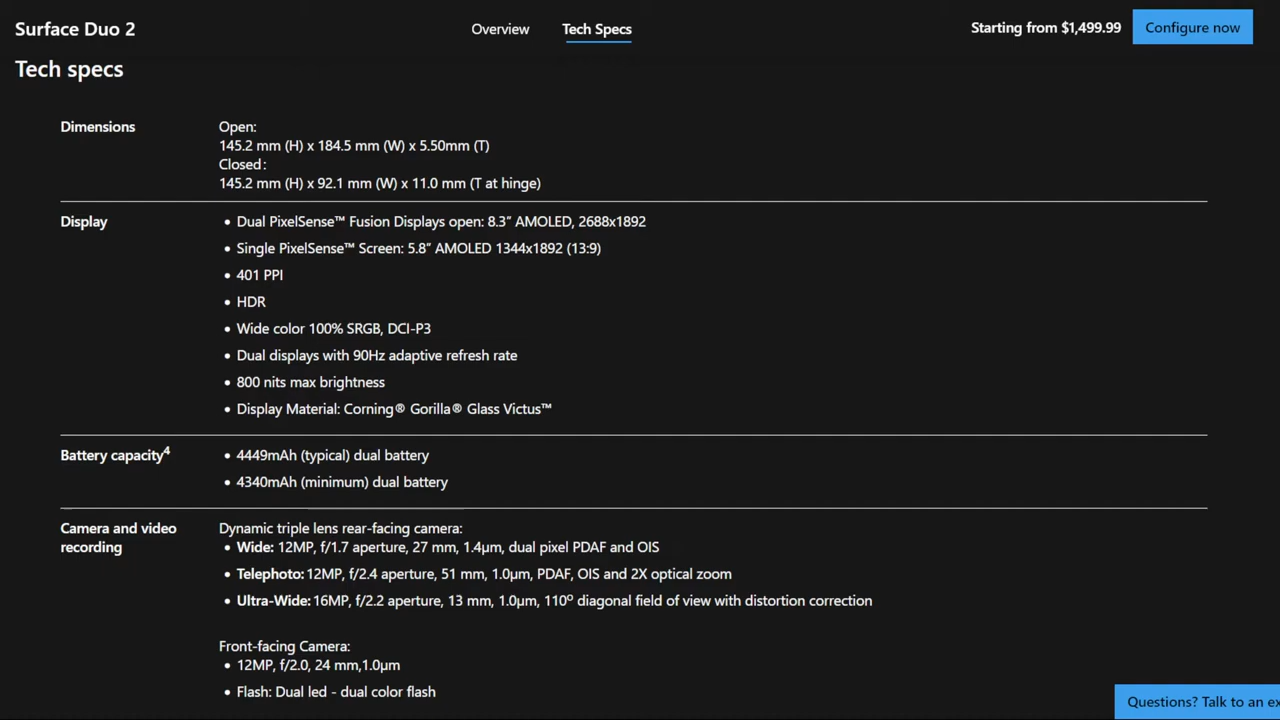 Surface Duo 2
Overview
Tech Specs
Starting from $1,499.99
Configure now
Tech specs
Dimensions
Open:
145.2 mm (H) x 184.5 mm (W) x 5.50mm (T)
Closed:
145.2 mm (H) x 92.1 mm (W) x 11.0 mm (T at hinge)
Display
• Dual PixelSense™ Fusion Displays open: 8.3” AMOLED, 2688x1892
• Single PixelSense™ Screen: 5.8” AMOLED 1344x1892 (13:9)
• 401 PPI
• HDR
• Wide color 100% SRGB, DCI-P3
• Dual displays with 90Hz adaptive refresh rate
• 800 nits max brightness
• Display Material: Corning® Gorilla® Glass Victus™
Battery capacity⁴
• 4449mAh (typical) dual battery
• 4340mAh (minimum) dual battery
Camera and video
recording
Dynamic triple lens rear-facing camera:
• Wide: 12MP, f/1.7 aperture, 27 mm, 1.4µm, dual pixel PDAF and OIS
• Telephoto: 12MP, f/2.4 aperture, 51 mm, 1.0µm, PDAF, OIS and 2X optical zoom
• Ultra-Wide: 16MP, f/2.2 aperture, 13 mm, 1.0µm, 110º diagonal field of view with distortion correction
Front-facing Camera:
• 12MP, f/2.0, 24 mm,1.0µm
• Flash: Dual led - dual color flash
Questions? Talk to an